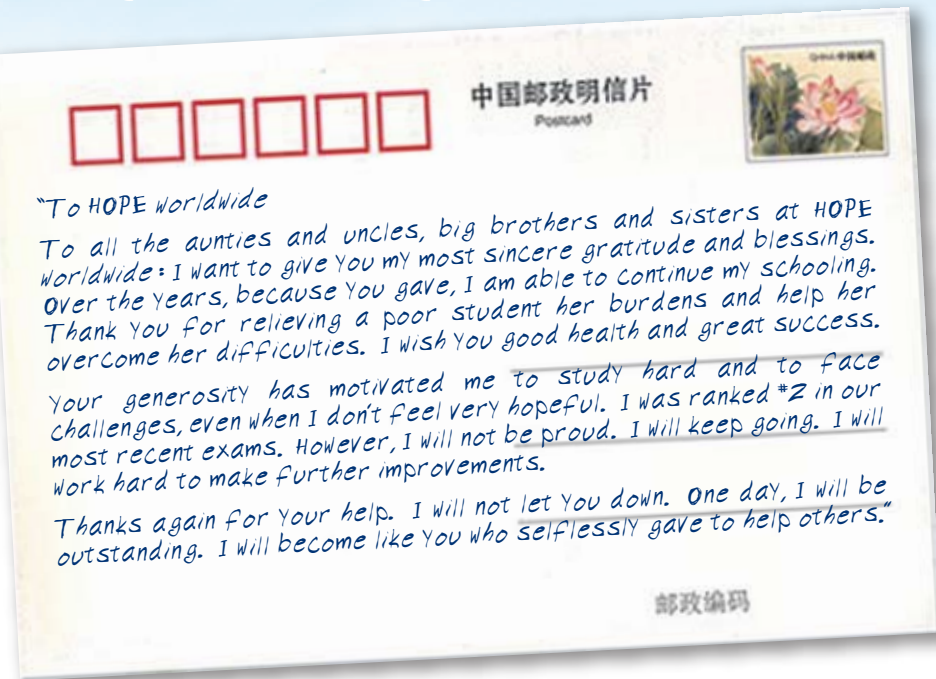 中国邮政明信片
Postcard
"To HOPE worldwide
To all the aunties and uncles, big brothers and sisters at HOPE
worldwide: I want to give you my most sincere gratitude and blessings.
Over the years, because you gave, I am able to continue my schooling.
Thank you for relieving a poor student her burdens and help her
overcome her difficulties. I wish you good health and great success.
Your generosity has motivated me to study hard and to face
challenges, even when I don't feel very hopeful. I was ranked #2 in our
most recent exams. However, I will not be proud. I will keep going. I will
work hard to make further improvements.
Thanks again for your help. I will not let you down. One day, I will be
outstanding. I will become like you who selflessly gave to help others."
邮政编码